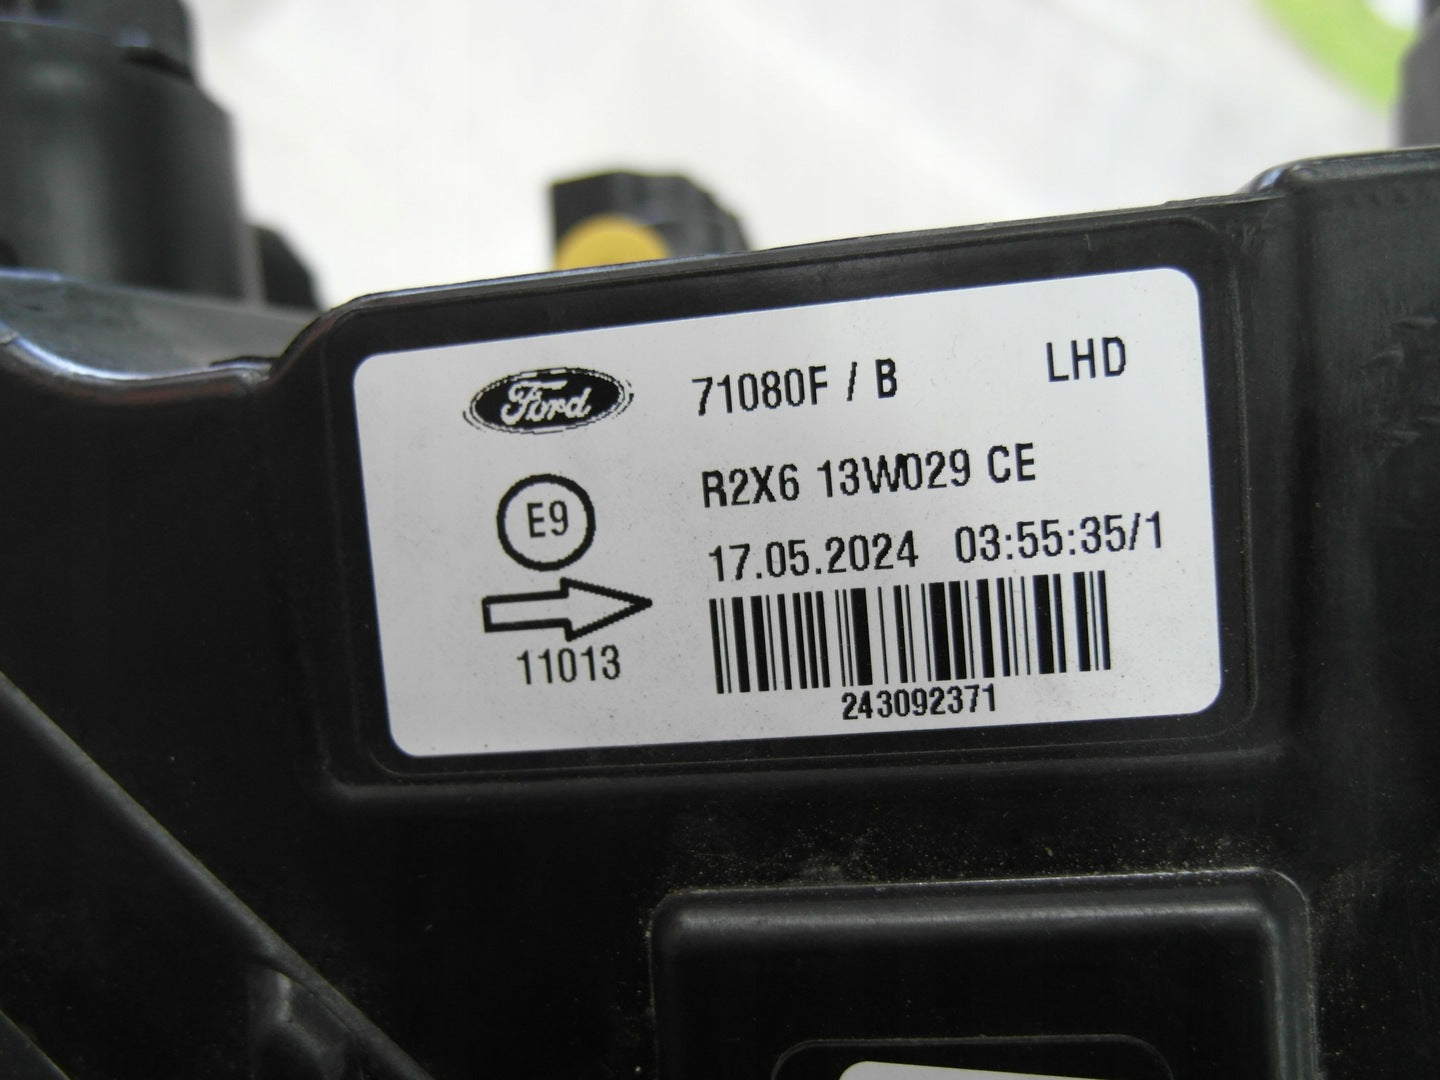 Ford 71080F / B LHD
R2X6 13W029 CE
E9
17.05.2024 03:55:35/1
11013
243092371